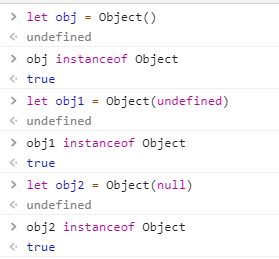 > let obj = Object()
< undefined
> obj instanceof Object
< true
> let obj1 = Object(undefined)
< undefined
> obj1 instanceof Object
< true
> let obj2 = Object(null)
< undefined
> obj2 instanceof Object
< true